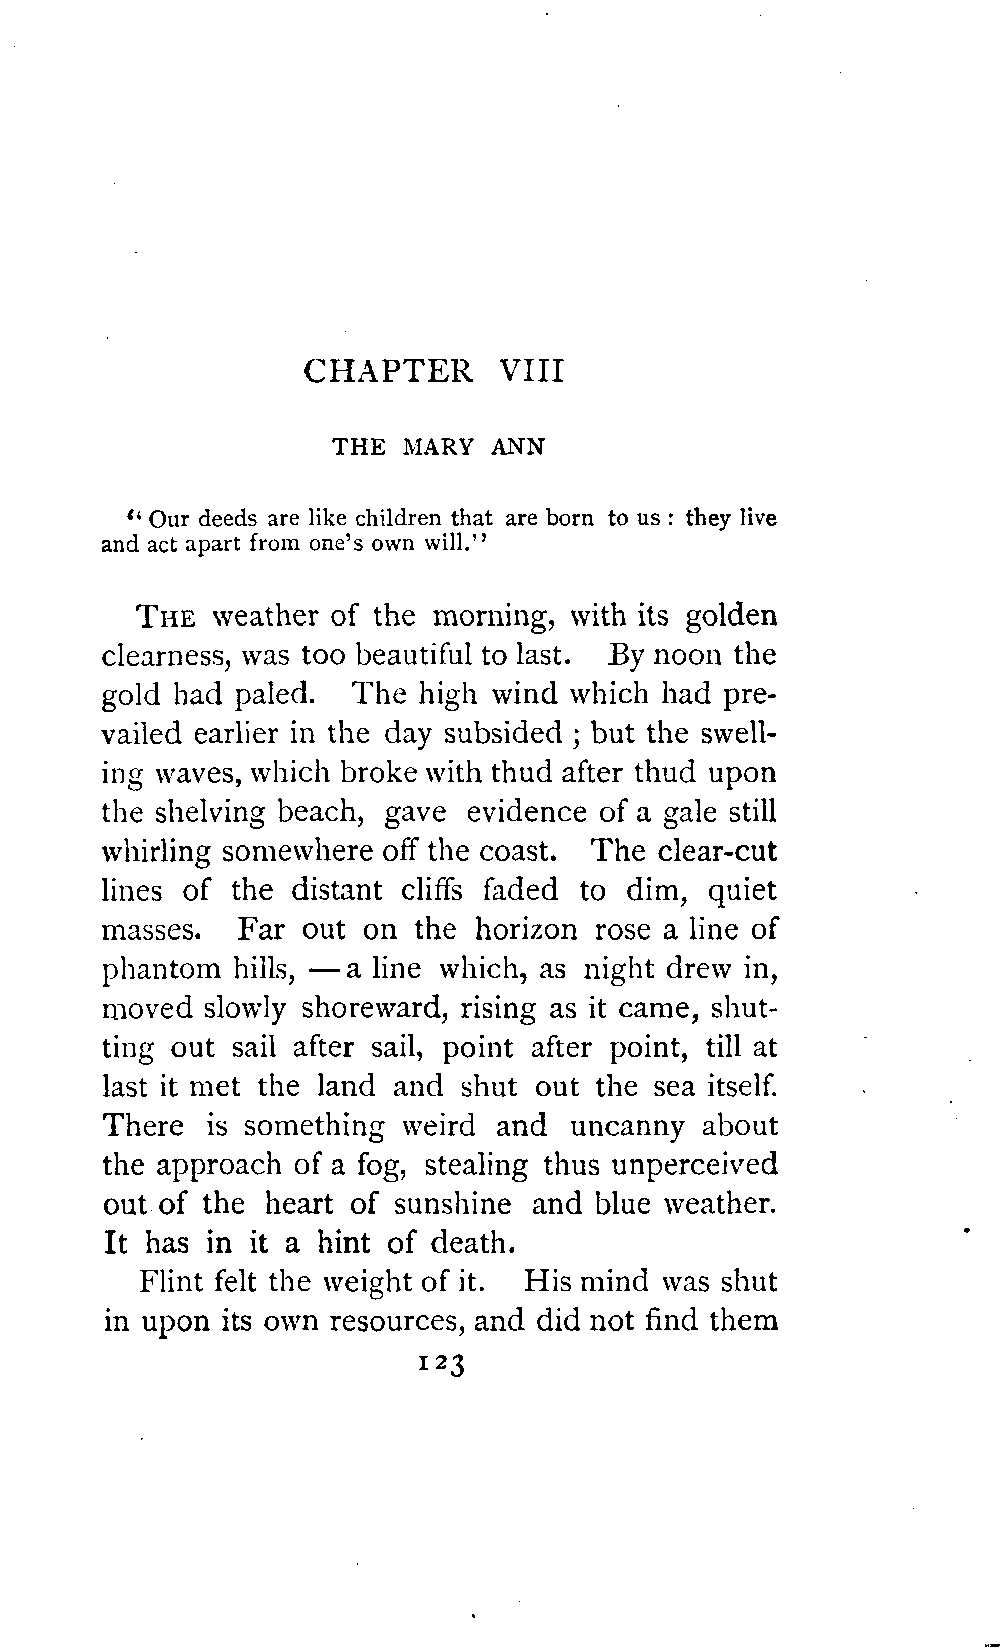 CHAPTER VIII
THE MARY ANN
“Our deeds are like children that are born to us : they live
and act apart from one's own will.”
THE weather of the morning, with its golden
clearness, was too beautiful to last. By noon the
gold had paled. The high wind which had pre-
vailed earlier in the day subsided ; but the swell-
ing waves, which broke with thud after thud upon
the shelving beach, gave evidence of a gale still
whirling somewhere off the coast. The clear-cut
lines of the distant cliffs faded to dim, quiet
masses. Far out on the horizon rose a line of
phantom hills, — a line which, as night drew in,
moved slowly shoreward, rising as it came, shut-
ting out sail after sail, point after point, till at
last it met the land and shut out the sea itself.
There is something weird and uncanny about
the approach of a fog, stealing thus unperceived
out of the heart of sunshine and blue weather.
It has in it a hint of death.
Flint felt the weight of it. His mind was shut
in upon its own resources, and did not find them
123